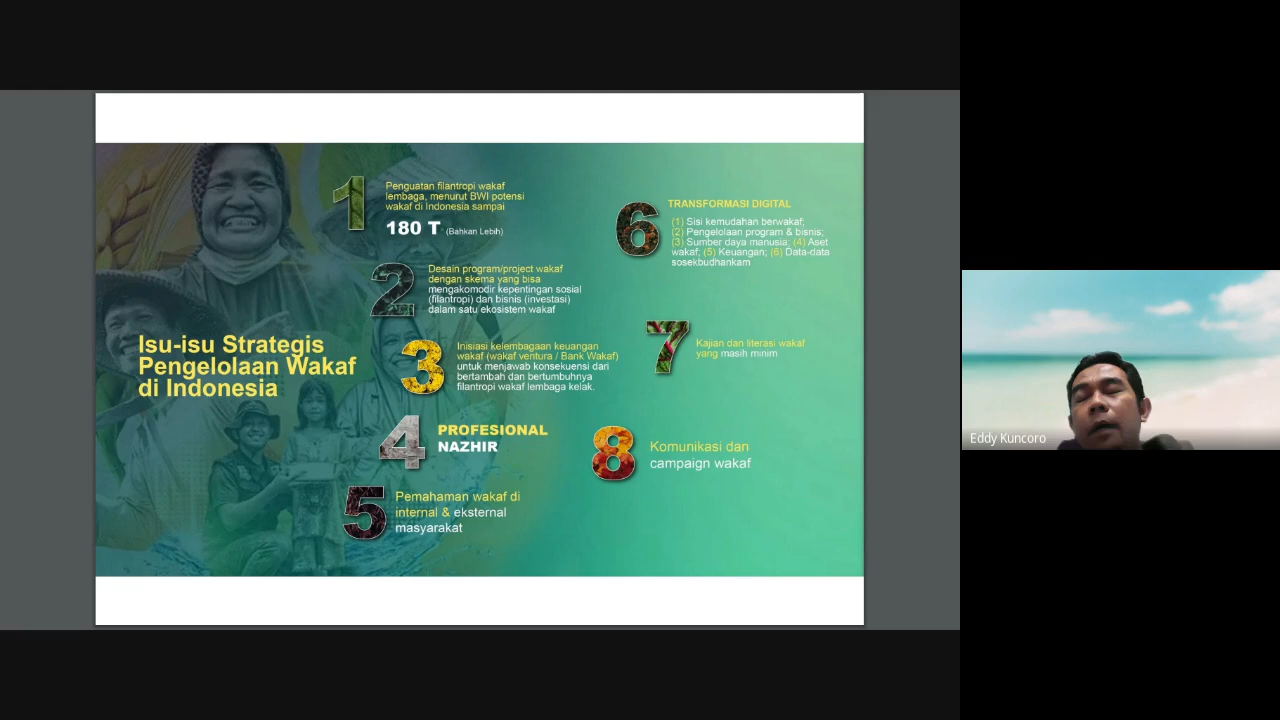 Isu-isu Strategis
Pengelolaan Wakaf
di Indonesia
1
Penguatan filantropi wakaf
lembaga, menurut BWI potensi
wakaf di Indonesia sampai
180 T (Bahkan Lebih)
2
Desain program/project wakaf
dengan skema yang bisa
mengakomodir kepentingan sosial
(filantropi) dan bisnis (investasi)
dalam satu ekosistem wakaf
3
Inisiasi kelembagaan keuangan
wakaf (wakaf ventura / Bank Wakaf)
untuk menjawab konsekuensi dari
bertambah dan bertumbuhnya
filantropi wakaf lembaga kelak.
4
PROFESIONAL
NAZHIR
5
Pemahaman wakaf di
internal & eksternal
masyarakat
6
TRANSFORMASI DIGITAL
(1) Sisi kemudahan berwakaf;
(2) Pengelolaan program & bisnis;
(3) Sumber daya manusia; (4) Aset
wakaf; (5) Keuangan; (6) Data-data
sosekbudhankam
7
Kajian dan literasi wakaf
yang masih minim
8
Komunikasi dan
campaign wakaf
Eddy Kuncoro